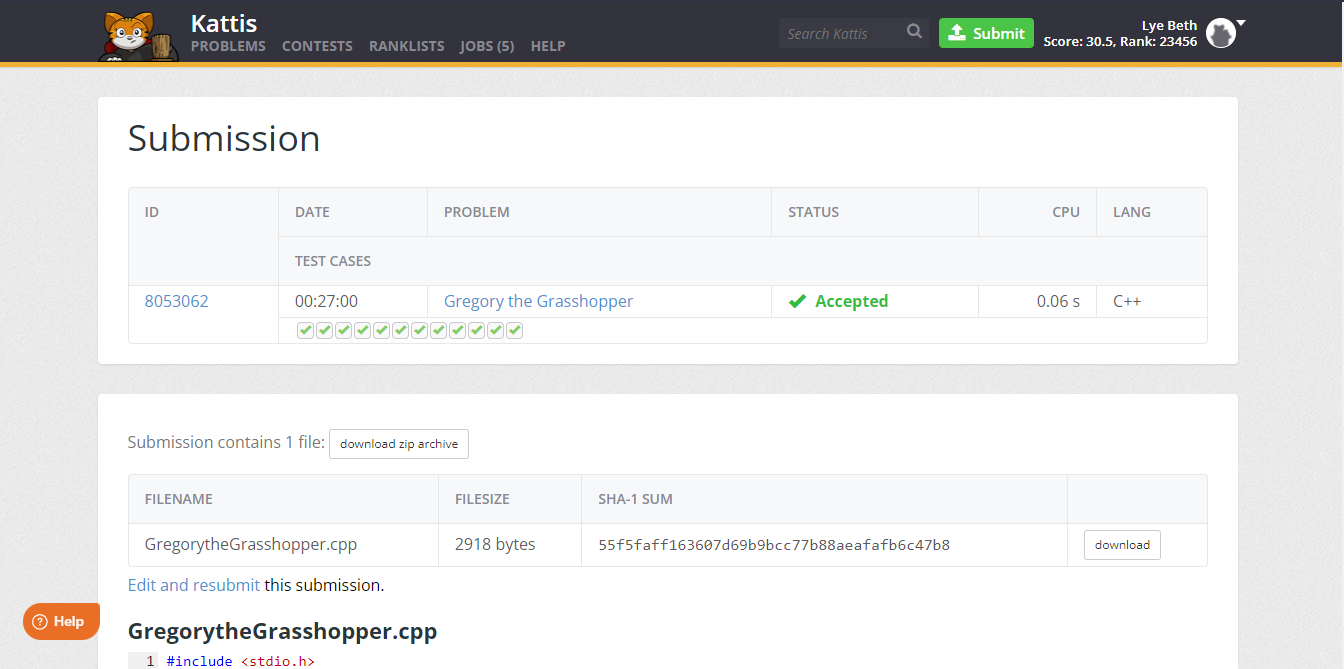 Kattis
PROBLEMS CONTESTS RANKLISTS JOBS (5) HELP
Search Kattis
Submit
Lye Beth
Score: 30.5, Rank: 23456
Submission
ID DATE PROBLEM STATUS CPU LANG
TEST CASES
8053062 00:27:00 Gregory the Grasshopper Accepted 0.06 s C++
Submission contains 1 file: download zip archive
FILENAME FILESIZE SHA-1 SUM
GregorytheGrasshopper.cpp 2918 bytes 55f5faff163607d69b9bcc77b88aeafafb6c47b8 download
Edit and resubmit this submission.
Help
GregorytheGrasshopper.cpp
1 #include <stdio.h>